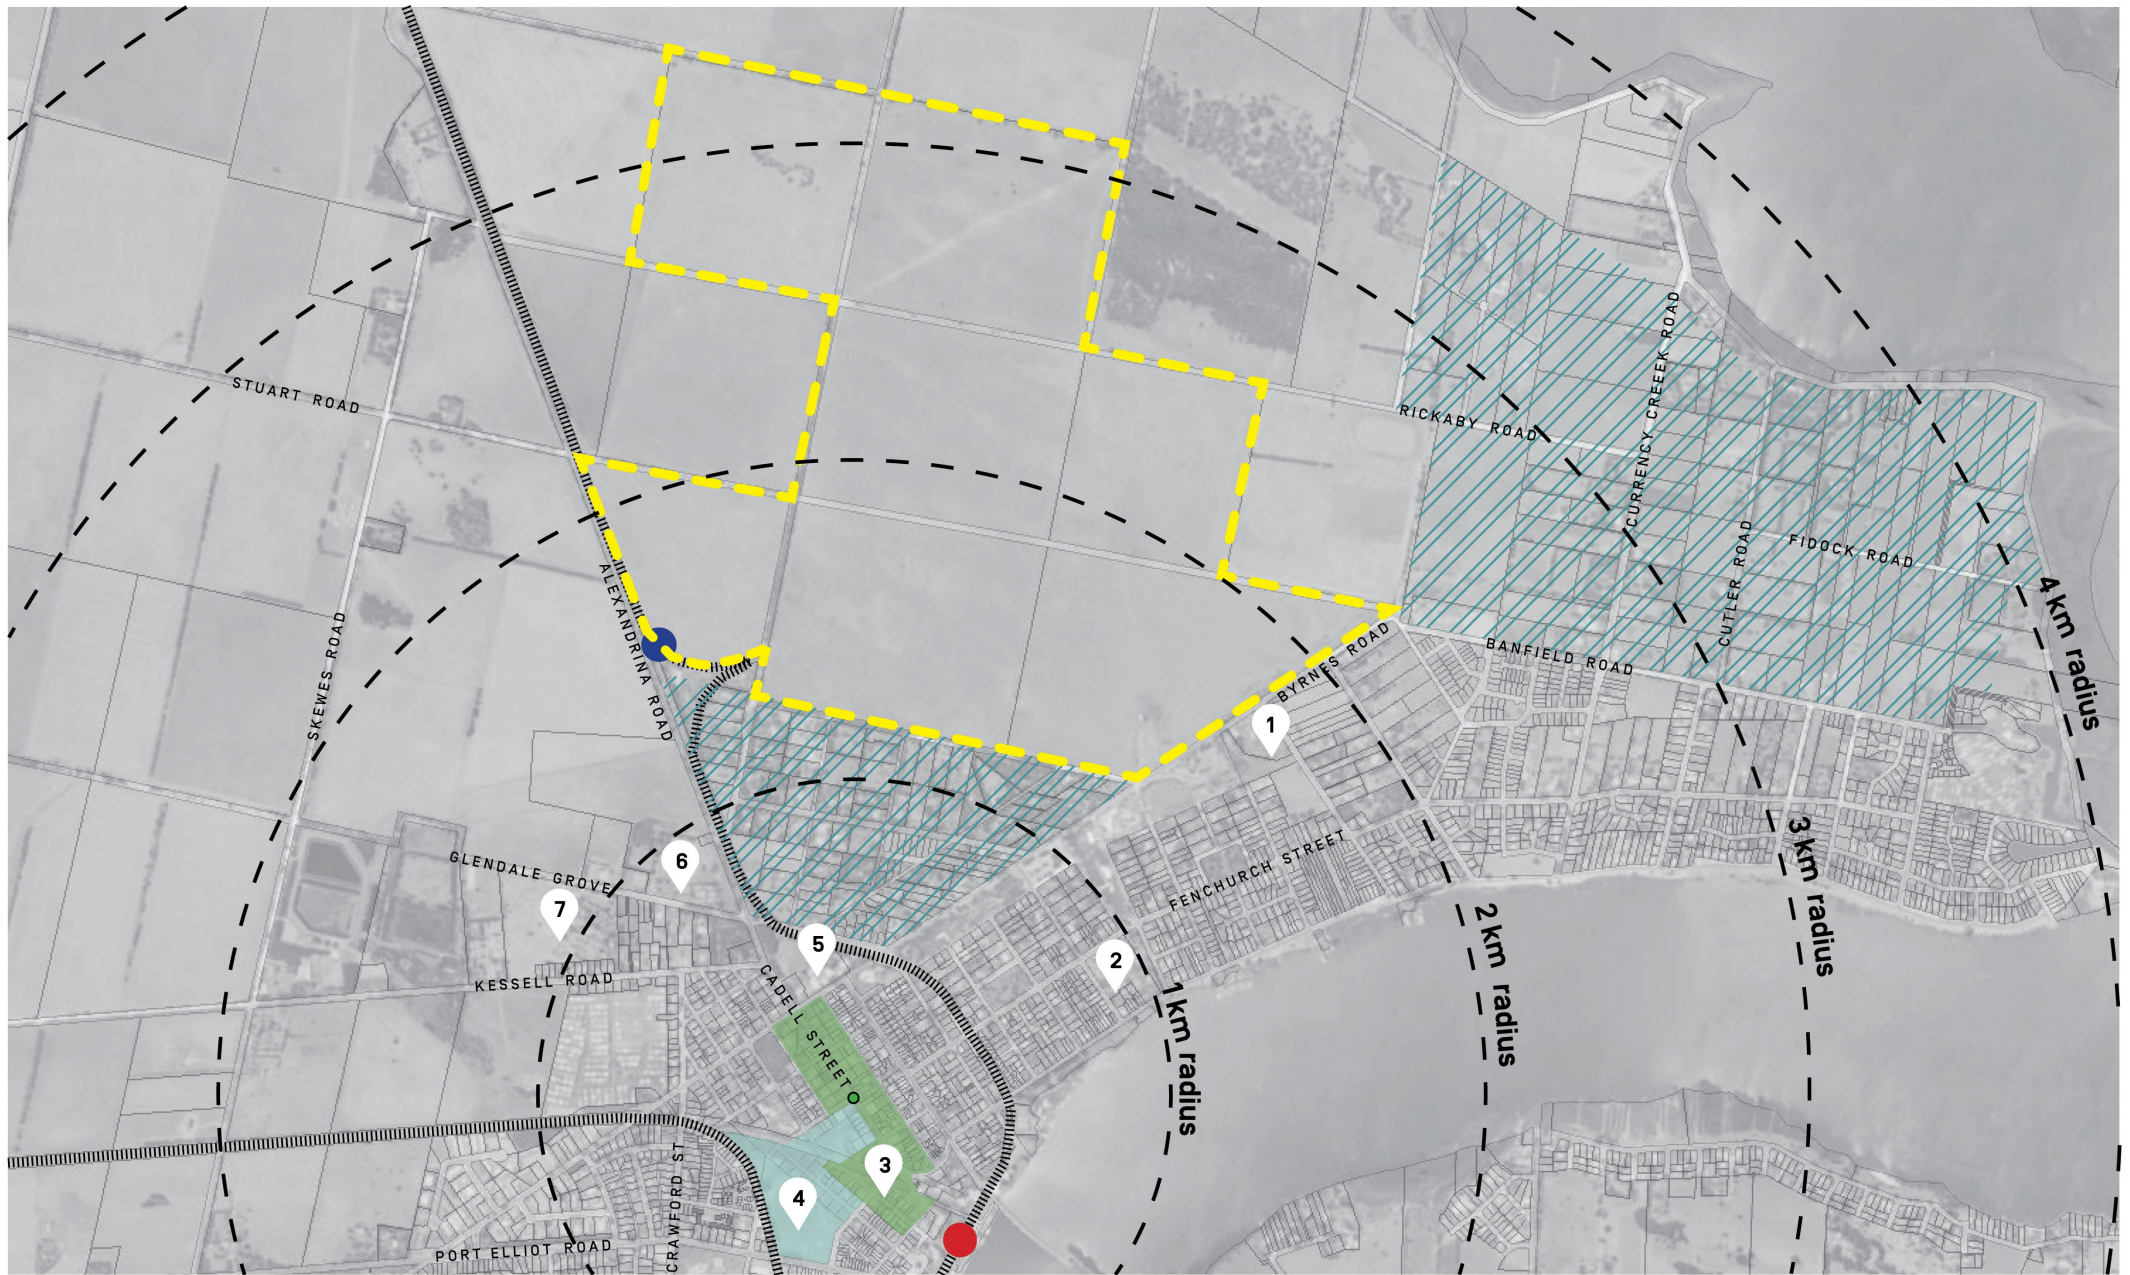 STUART ROAD
RICKABY ROAD
CURRENCY CREEEK ROAD
CUTLER ROAD
FIDOCK ROAD
ALEXANDRINA ROAD
SKEWES ROAD
BYRNES ROAD
BANFIELD ROAD
4 km radius
1
6
GLENDALE GROVE
7
FENCHURCH STREET
3 km radius
5
2
2 km radius
KESSELL ROAD
CADELL STREET
1km radius
3
4
CRAWFORD ST
PORT ELLIOT ROAD